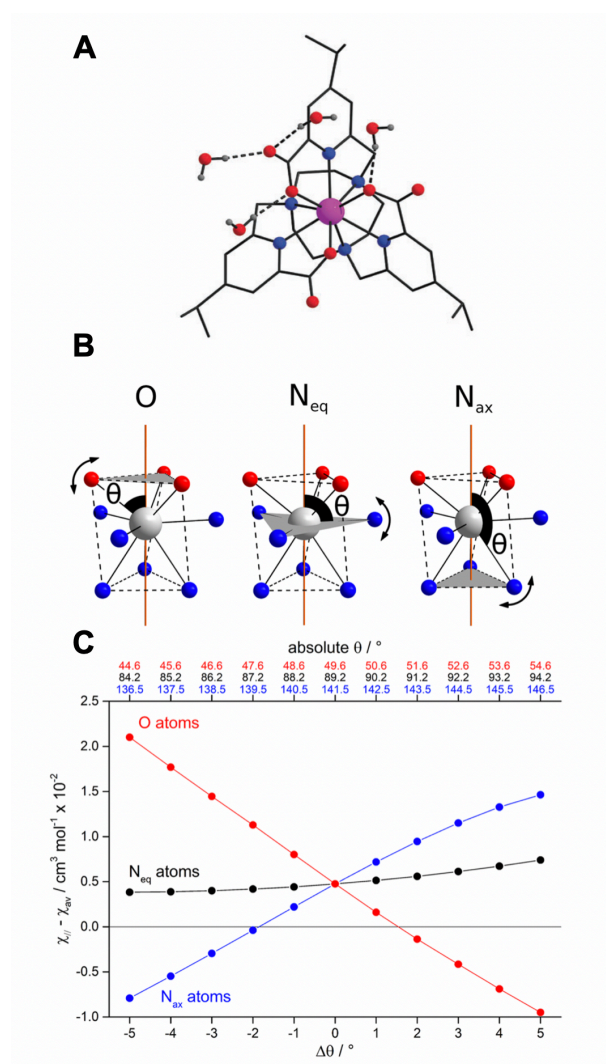 A
B
O
N_eq
N_ax
θ
θ
θ
C
absolute θ / °
44.6 45.6 46.6 47.6 48.6 49.6 50.6 51.6 52.6 53.6 54.6
84.2 85.2 86.2 87.2 88.2 89.2 90.2 91.2 92.2 93.2 94.2
136.5 137.5 138.5 139.5 140.5 141.5 142.5 143.5 144.5 145.5 146.5
2.5
O atoms
2.0
1.5
1.0
N_eq atoms
0.5
0.0
-0.5
N_ax atoms
-1.0
χ_// - χ_av / cm³ mol⁻¹ x 10⁻²
-5 -4 -3 -2 -1 0 1 2 3 4 5
Δθ / °